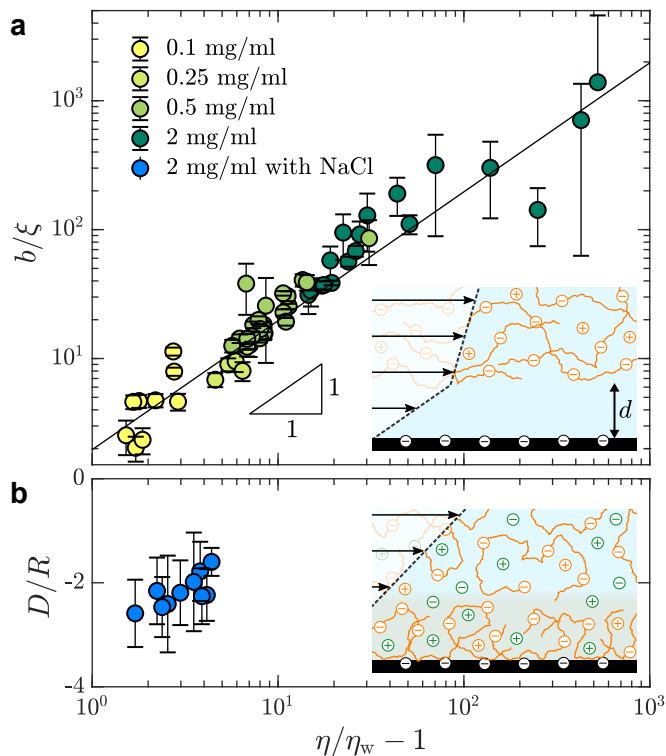 a
0.1 mg/ml
0.25 mg/ml
0.5 mg/ml
2 mg/ml
2 mg/ml with NaCl
10³
10²
10¹
b/ξ
1
1
d
b
0
-2
-4
D/R
10⁰
10¹
10²
10³
η/η_w − 1